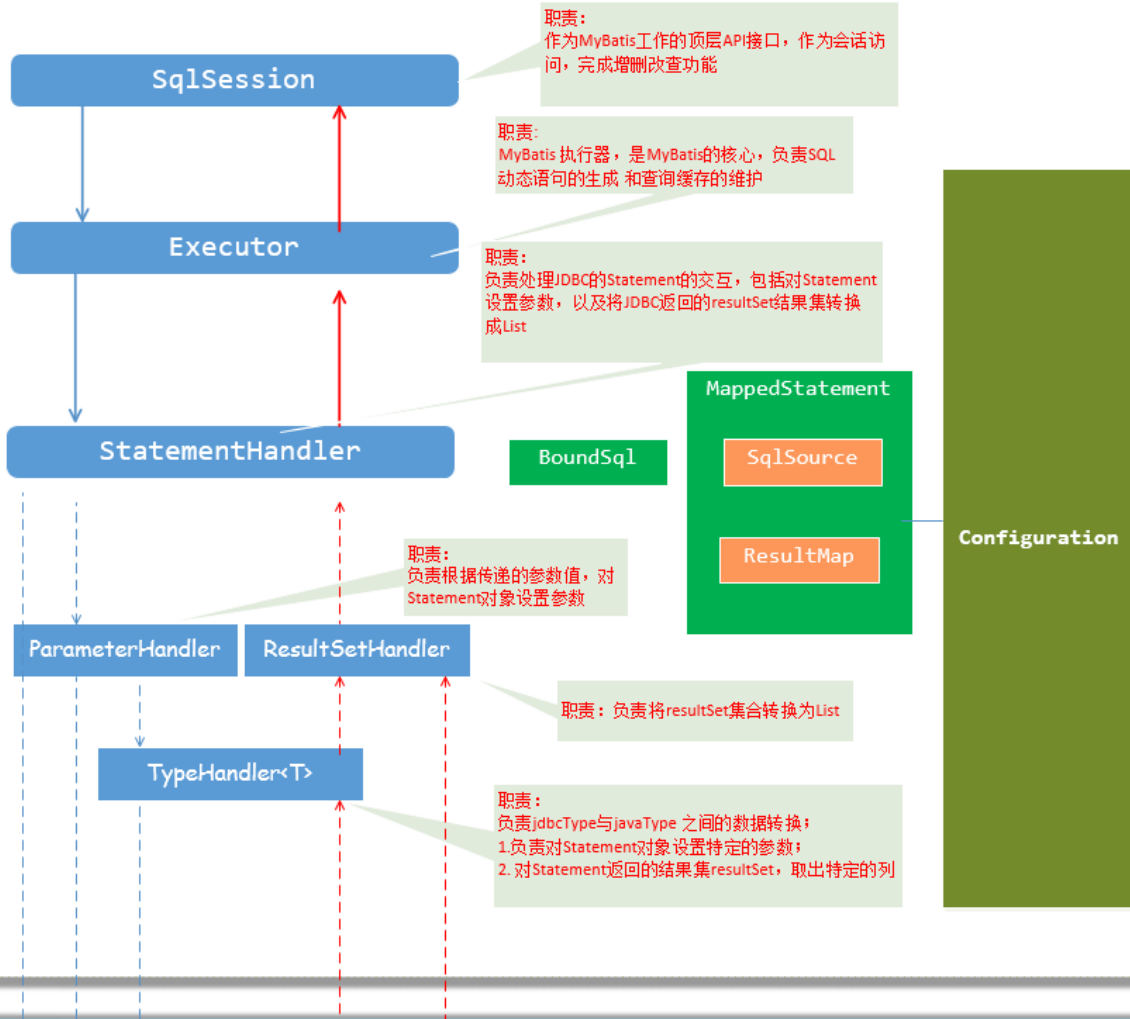 职责：
作为MyBatis工作的顶层API接口，作为会话访
问，完成增删改查功能
SqlSession
职责:
MyBatis 执行器，是MyBatis的核心，负责SQL
动态语句的生成 和查询缓存的维护
Executor
职责：
负责处理JDBC的Statement的交互，包括对Statement
设置参数，以及将JDBC返回的resultSet结果集转换
成List
StatementHandler
BoundSql
MappedStatement
SqlSource
ResultMap
Configuration
职责：
负责根据传递的参数值，对
Statement对象设置参数
ParameterHandler
ResultSetHandler
职责：负责将resultSet集合转换为List
TypeHandler<T>
职责：
负责jdbcType与javaType 之间的数据转换；
1.负责对Statement对象设置特定的参数；
2. 对Statement返回的结果集resultSet，取出特定的列